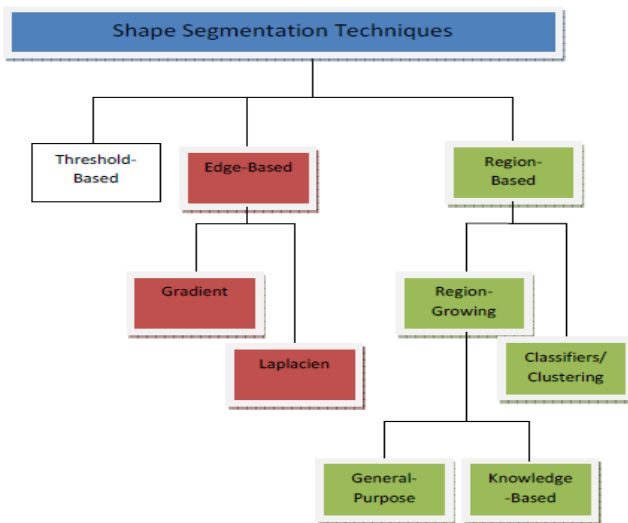 Shape Segmentation Techniques
Threshold-
Based
Edge-Based
Region-
Based
Gradient
Region-
Growing
Laplacien
Classifiers/
Clustering
General-
Purpose
Knowledge
-Based